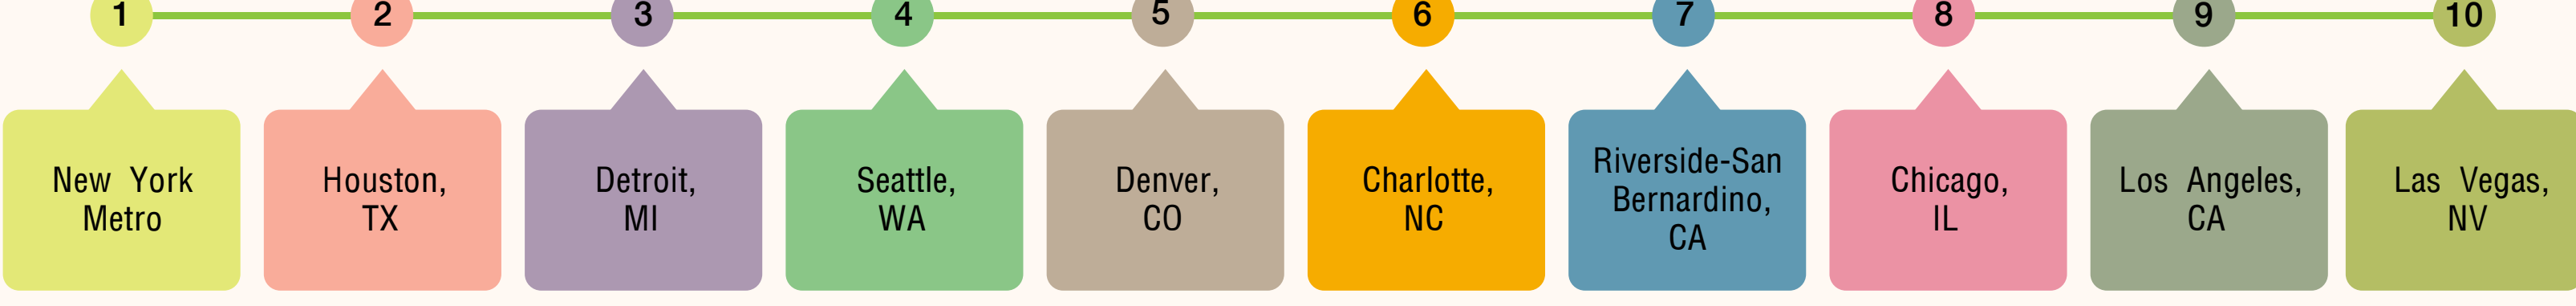 1 2 3 4 5 6 7 8 9 10
New York
Metro
Houston,
TX
Detroit,
MI
Seattle,
WA
Denver,
CO
Charlotte,
NC
Riverside-San
Bernardino,
CA
Chicago,
IL
Los Angeles,
CA
Las Vegas,
NV